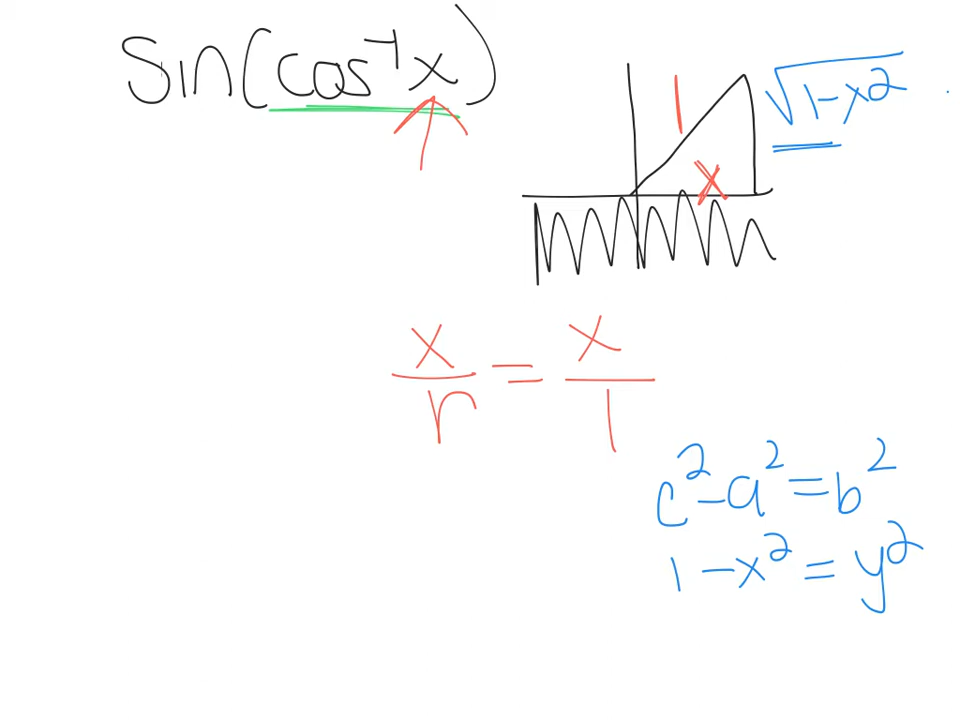 sin(cos⁻¹x)
1
√1-x²
x
x/r = x/1
c²-a²=b²
1-x²=y²